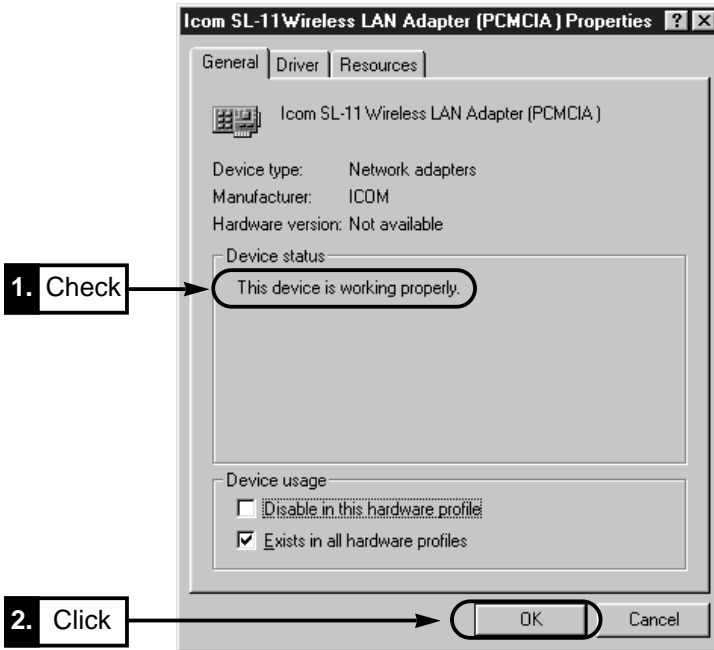 Icom SL-11 Wireless LAN Adapter (PCMCIA) Properties ? ×
General Driver Resources
Icom SL-11 Wireless LAN Adapter (PCMCIA)
Device type: Network adapters
Manufacturer: ICOM
Hardware version: Not available
Device status
1. Check
This device is working properly.
Device usage
Disable in this hardware profile
Exists in all hardware profiles
2. Click
OK Cancel